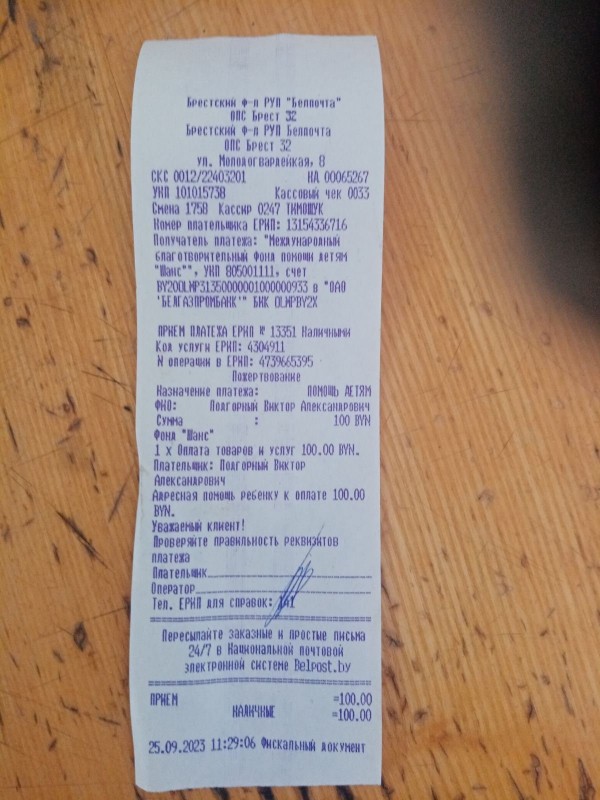 Брестский ф-л РУП "Белпочта"
ОПС Брест 32
Брестский ф-л РУП Белпочта
ОПС Брест 32
ул. Молодогвардейкая, 8
СКС 0012/22403201 НА 00065267
УНП 101015738 Кассовый чек 0033
Смена 1758 Кассир 0247 ТИМОЩУК
Номер плательщика ЕРИП: 13154336716
Получатель платежа: "Международный
благотворительный фонд помощи детям
"Шанс"", УНП 805001111, счет
BY20OLMP31350000001000000933 в "ОАО
'БЕЛГАЗПРОМБАНК'" БИК OLMPBY2X
ПРИЕМ ПЛАТЕЖА ЕРИП № 13351 Наличными
Код услуги ЕРИП: 4304911
N операции в ЕРИП: 4739665395
Пожертвование
Назначение платежа: ПОМОЩЬ ДЕТЯМ
ФИО: Подгорный Виктор Александрович
Сумма : 100 BYN
Фонд "Шанс"
1 x Оплата товаров и услуг 100.00 BYN.
Плательщик: Подгорный Виктор
Александрович
Адресная помощь ребенку к оплате 100.00
BYN.
Уважаемый клиент!
Проверяйте правильность реквизитов
платежа
Плательщик
Оператор
Тел. ЕРИП для справок: 141
Пересылайте заказные и простые письма
24/7 в Национальной почтовой
электронной системе Belpost.by
ПРИЕМ =100.00
НАЛИЧНЫЕ =100.00
25.09.2023 11:29:06 Фискальный документ